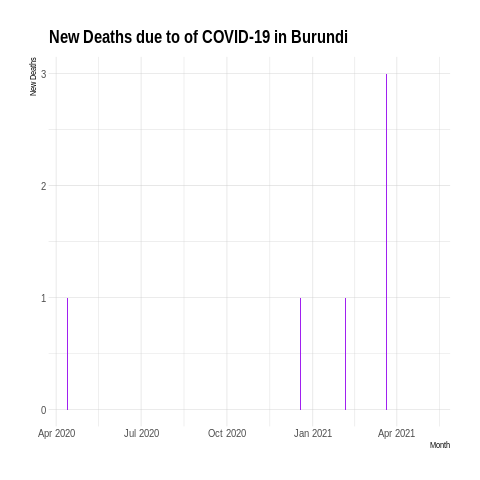 New Deaths due to of COVID-19 in Burundi
New Deaths
3
2
1
0
Apr 2020 Jul 2020 Oct 2020 Jan 2021 Apr 2021
Month